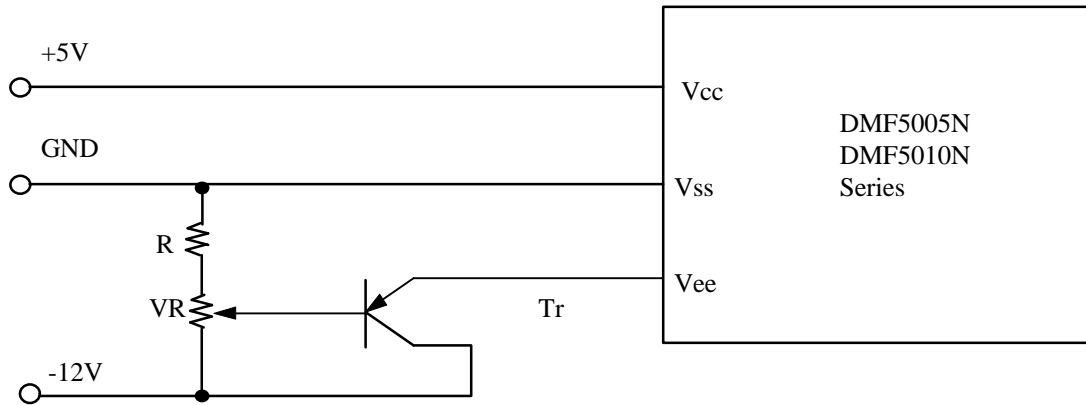 +5V
Vcc
DMF5005N
DMF5010N
Series
GND
Vss
R
VR
Tr
Vee
-12V